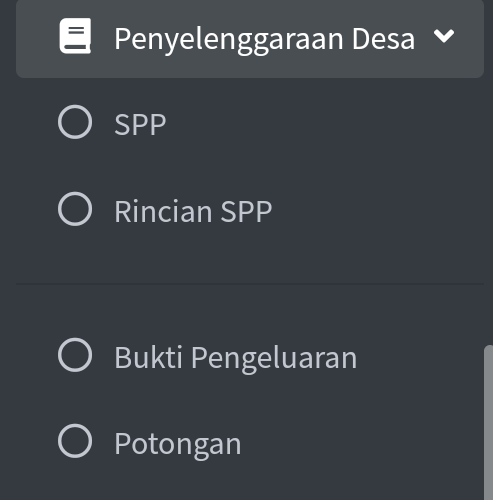 Penyelenggaraan Desa
SPP
Rincian SPP
Bukti Pengeluaran
Potongan